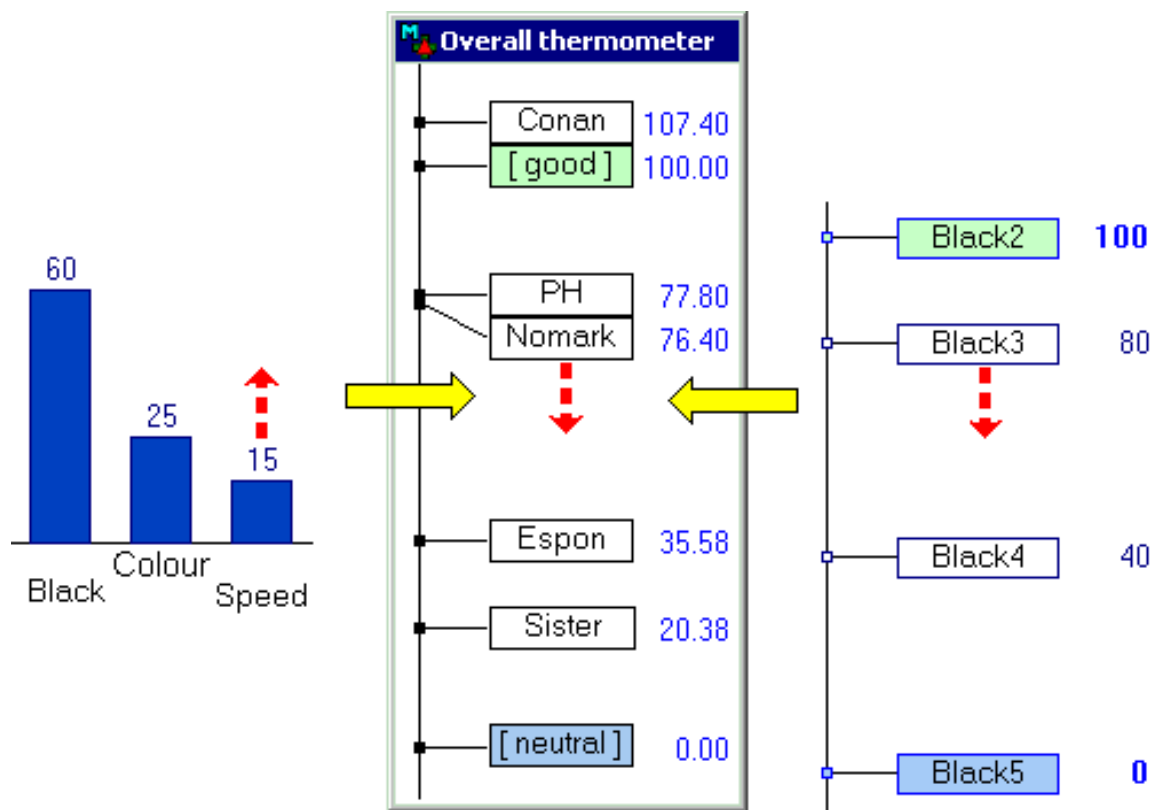 Overall thermometer
Conan 107.40
[ good ] 100.00
PH 77.80
Nomark 76.40
Espon 35.58
Sister 20.38
[ neutral ] 0.00
60
25
15
Black
Colour
Speed
Black2 100
Black3 80
Black4 40
Black5 0